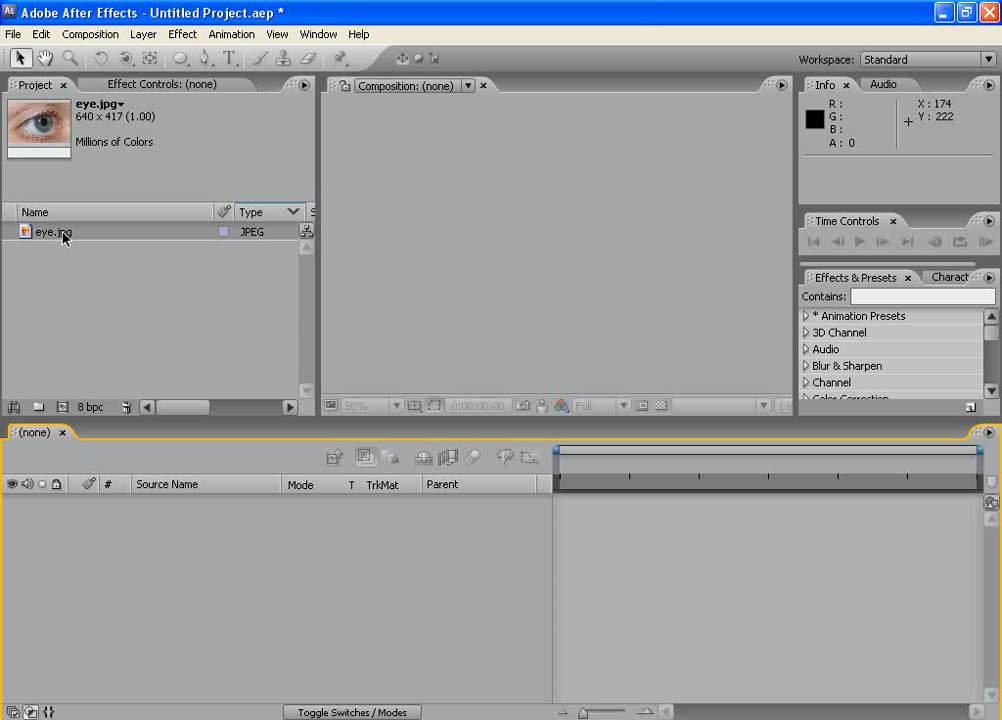 Adobe After Effects - Untitled Project.aep *
File Edit Composition Layer Effect Animation View Window Help
Workspace: Standard
Project Effect Controls: (none)
Composition: (none)
Info Audio
eye.jpg
640 x 417 (1.00)
Millions of Colors
R :
G :
B :
A : 0
X : 174
Y : 222
Name Type S
eye.jpg JPEG
Time Controls
Effects & Presets Charact
Contains:
* Animation Presets
3D Channel
Audio
Blur & Sharpen
Channel
Color Correction
8 bpc
50% 0:00:00:00 Full
(none)
# Source Name Mode T TrkMat Parent
Toggle Switches / Modes